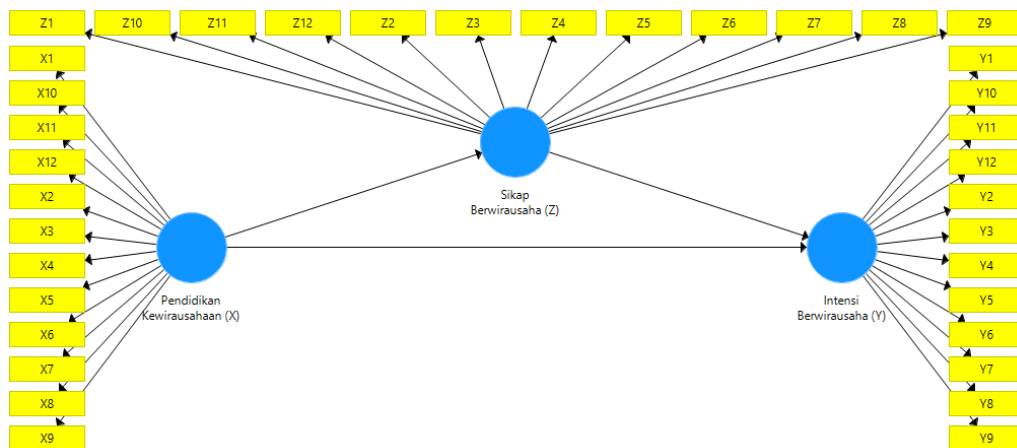 Z1 Z10 Z11 Z12 Z2 Z3 Z4 Z5 Z6 Z7 Z8 Z9
X1 Y1
X10 Y10
X11 Y11
X12 Y12
X2 Y2
X3 Y3
X4 Y4
X5 Y5
X6 Y6
X7 Y7
X8 Y8
X9 Y9
Sikap
Berwirausaha (Z)
Pendidikan
Kewirausahaan (X)
Intensi
Berwirausaha (Y)